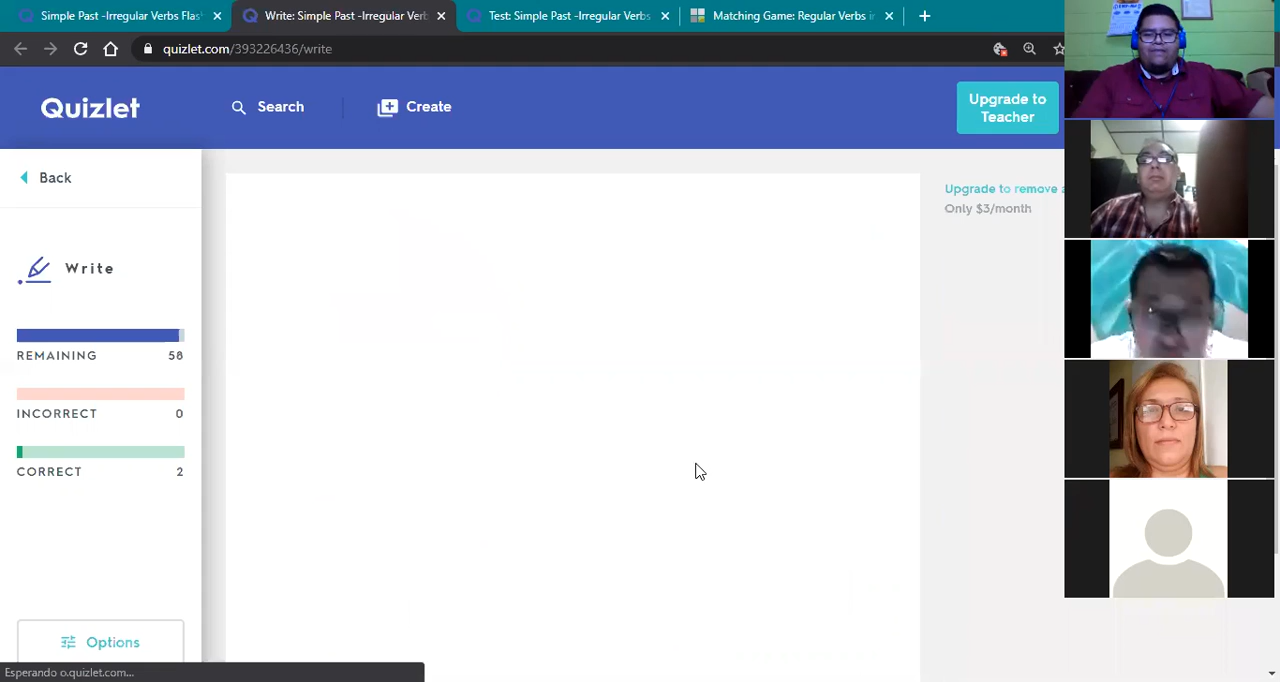 Simple Past -Irregular Verbs Flas
Write: Simple Past -Irregular Verb
Test: Simple Past -Irregular Verbs
Matching Game: Regular Verbs in
quizlet.com/393226436/write
Quizlet
Search
Create
Upgrade to
Teacher
Back
Upgrade to remove a
Only $3/month
Write
REMAINING 58
INCORRECT 0
CORRECT 2
Options
Esperando o.quizlet.com...